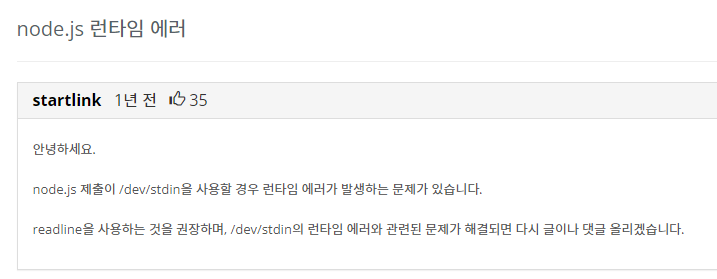 node.js 런타임 에러
startlink 1년 전 35
안녕하세요.
node.js 제출이 /dev/stdin을 사용할 경우 런타임 에러가 발생하는 문제가 있습니다.
readline을 사용하는 것을 권장하며, /dev/stdin의 런타임 에러와 관련된 문제가 해결되면 다시 글이나 댓글 올리겠습니다.